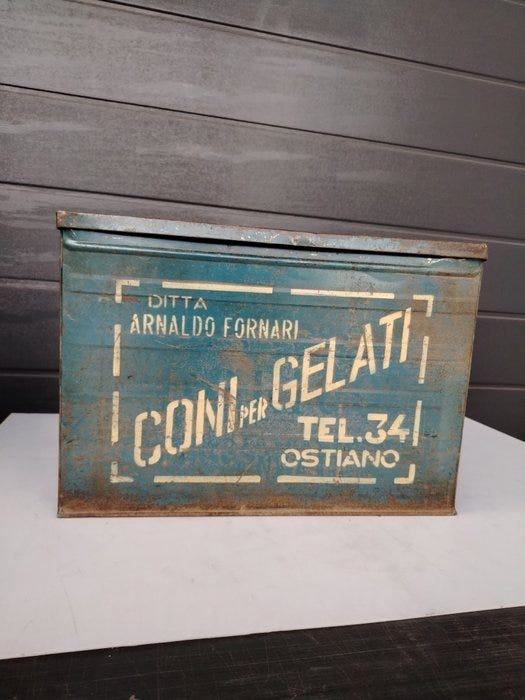 DITTA
ARNALDO FORNARI
CONI PER GELATI
TEL.34
OSTIANO